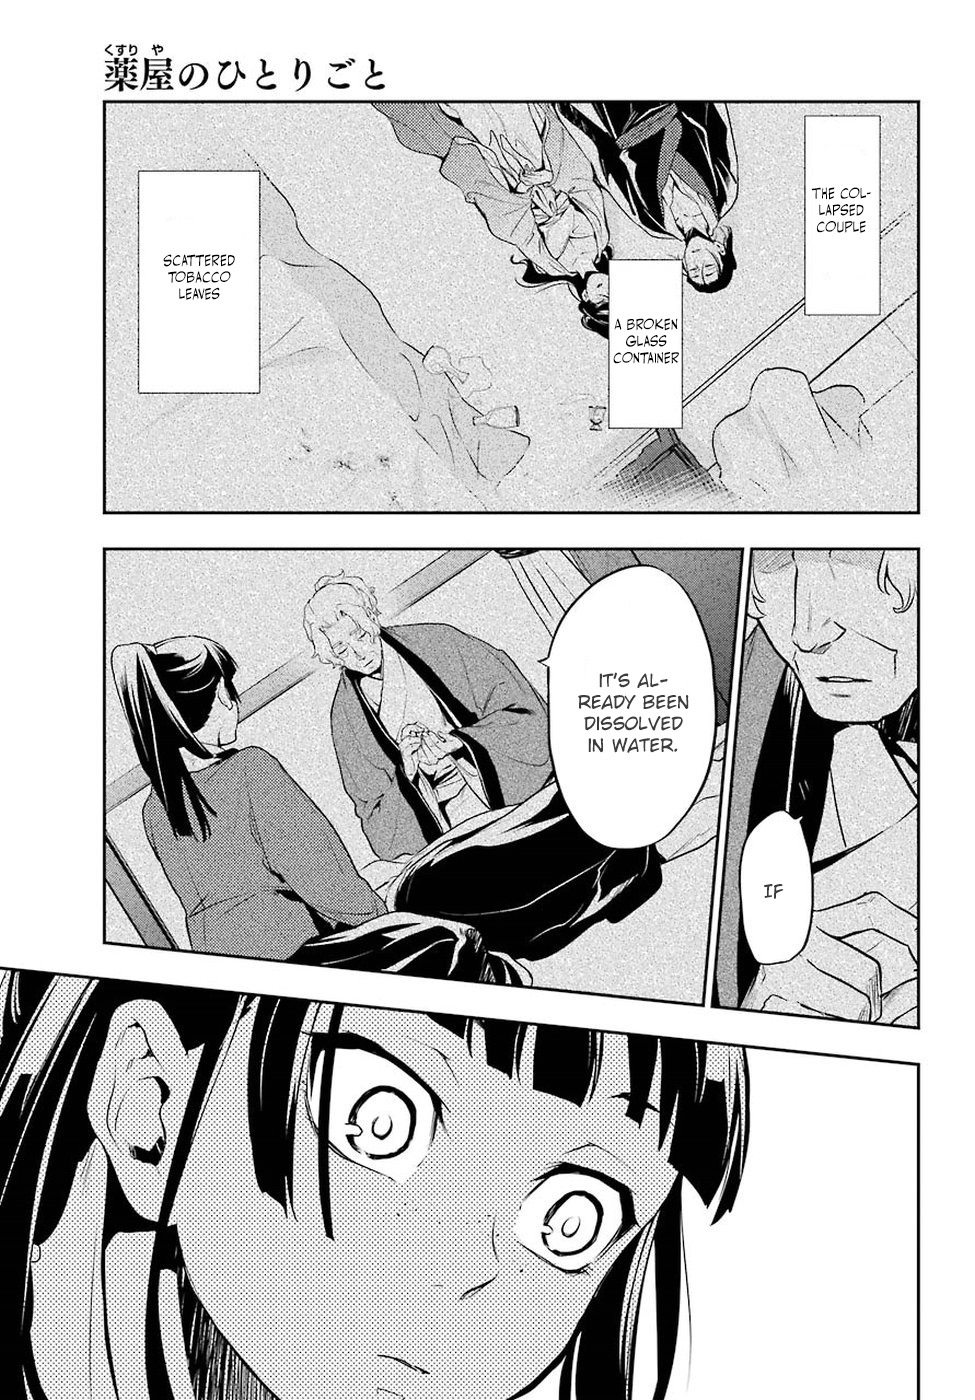 くすり や
薬屋のひとりごと
THE COL-
LAPSED
COUPLE
A BROKEN
GLASS
CONTAINER
SCATTERED
TOBACCO
LEAVES
IF
IT'S AL-
READY BEEN
DISSOLVED
IN WATER.